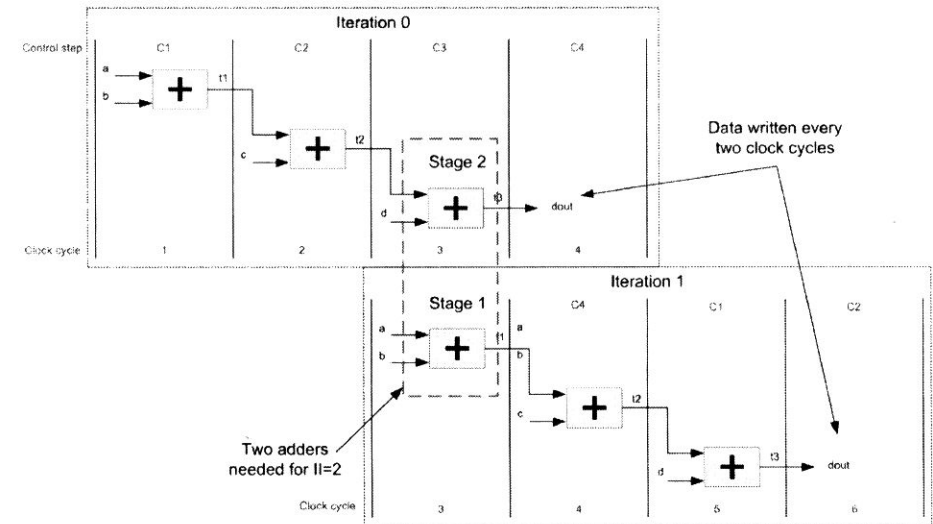 Iteration 0
Control step C1 C2 C3 C4
a
b
+
t1
c
+
t2
Stage 2
d
+
t3
dout
Data written every
two clock cycles
Clock cycle 1 2 3 4
Iteration 1
Stage 1 C4 C1 C2
a
b
+
t1
a
b
c
+
t2
d
+
t3
dout
Two adders
needed for II=2
Clock cycle 3 4 5 6